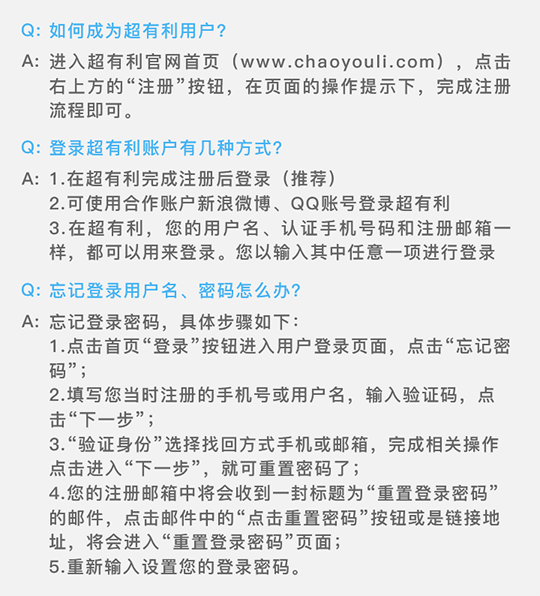 Q: 如何成为超有利用户?
A: 进入超有利官网首页（www.chaoyouli.com），点击
右上方的“注册”按钮，在页面的操作提示下，完成注册
流程即可。
Q: 登录超有利账户有几种方式?
A: 1.在超有利完成注册后登录（推荐）
2.可使用合作账户新浪微博、QQ账号登录超有利
3.在超有利，您的用户名、认证手机号码和注册邮箱一
样，都可以用来登录。您以输入其中任意一项进行登录
Q: 忘记登录用户名、密码怎么办?
A: 忘记登录密码，具体步骤如下：
1.点击首页“登录”按钮进入用户登录页面，点击“忘记密
码”；
2.填写您当时注册的手机号或用户名，输入验证码，点
击“下一步”；
3.“验证身份”选择找回方式手机或邮箱，完成相关操作
点击进入“下一步”，就可重置密码了；
4.您的注册邮箱中将会收到一封标题为“重置登录密码”
的邮件，点击邮件中的“点击重置密码”按钮或是链接地
址，将会进入“重置登录密码”页面；
5.重新输入设置您的登录密码。